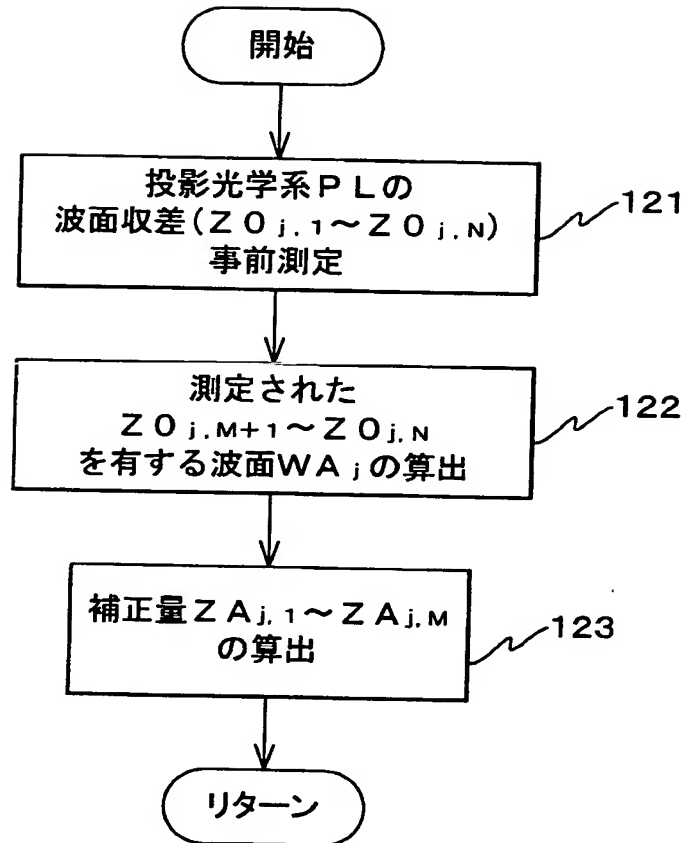 開始
投影光学系PLの
波面収差(Z0j,1～Z0j,N)
事前測定
121
測定された
Z0j,M+1～Z0j,N
を有する波面WAjの算出
122
補正量ZAj,1～ZAj,M
の算出
123
リターン